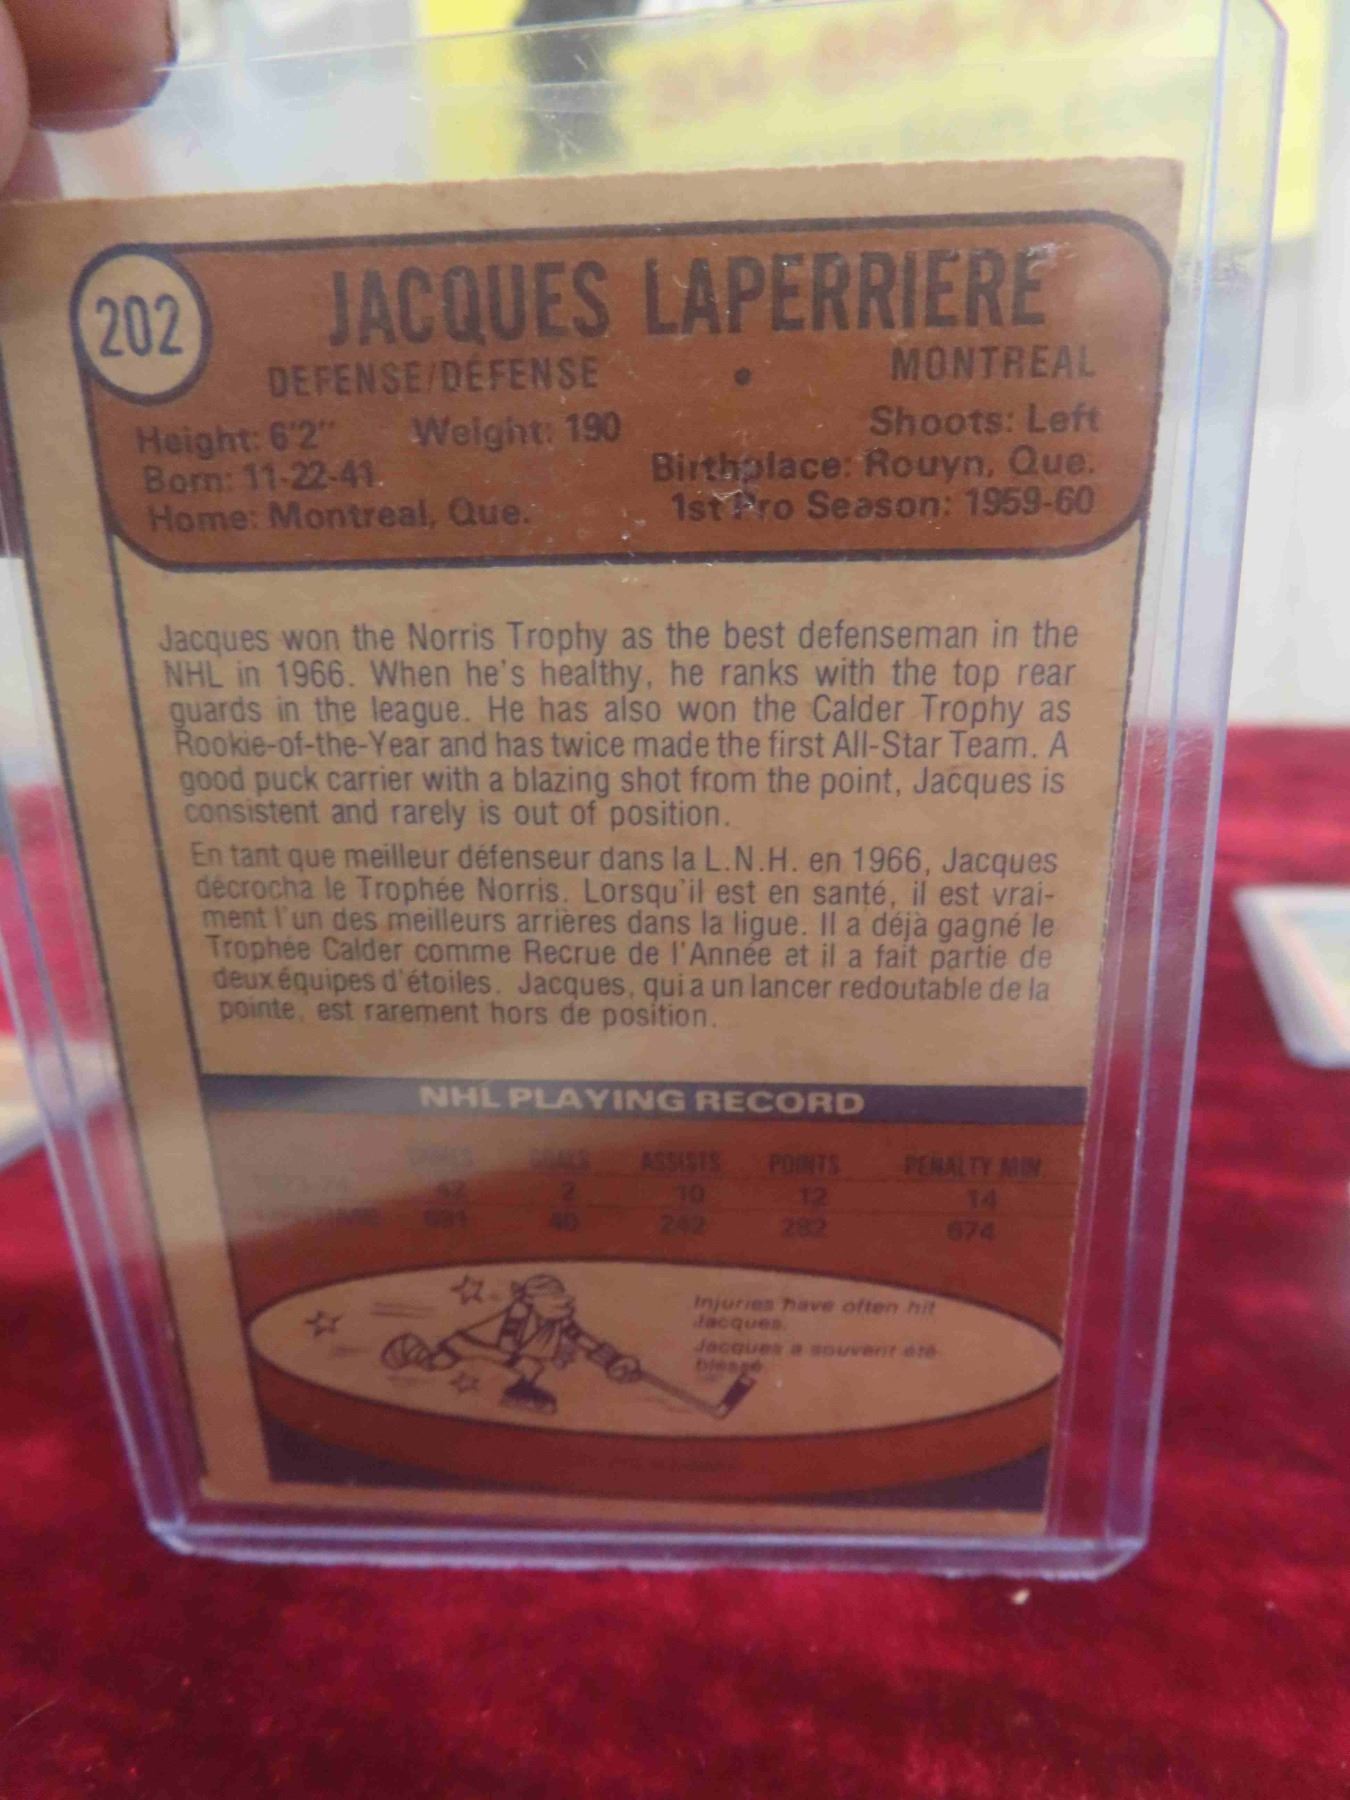 202
JACQUES LAPERRIERE
DEFENSE/DÉFENSE • MONTREAL
Height: 6'2" Weight: 190 Shoots: Left
Born: 11-22-41 Birthplace: Rouyn, Que.
Home: Montreal, Que. 1st Pro Season: 1959-60
Jacques won the Norris Trophy as the best defenseman in the
NHL in 1966. When he's healthy, he ranks with the top rear
guards in the league. He has also won the Calder Trophy as
Rookie-of-the-Year and has twice made the first All-Star Team. A
good puck carrier with a blazing shot from the point, Jacques is
consistent and rarely is out of position.
En tant que meilleur défenseur dans la L.N.H. en 1966, Jacques
décrocha le Trophée Norris. Lorsqu'il est en santé, il est vrai-
ment l'un des meilleurs arrières dans la ligue. Il a déjà gagné le
Trophée Calder comme Recrue de l'Année et il a fait partie de
deux équipes d'étoiles. Jacques, qui a un lancer redoutable de la
pointe, est rarement hors de position.
NHL PLAYING RECORD
GAMES GOALS ASSISTS POINTS PENALTY MIN.
1973-74 42 2 10 12 14
LIFETIME 691 40 242 282 674
Injuries have often hit
Jacques.
Jacques a souvent été
blessé